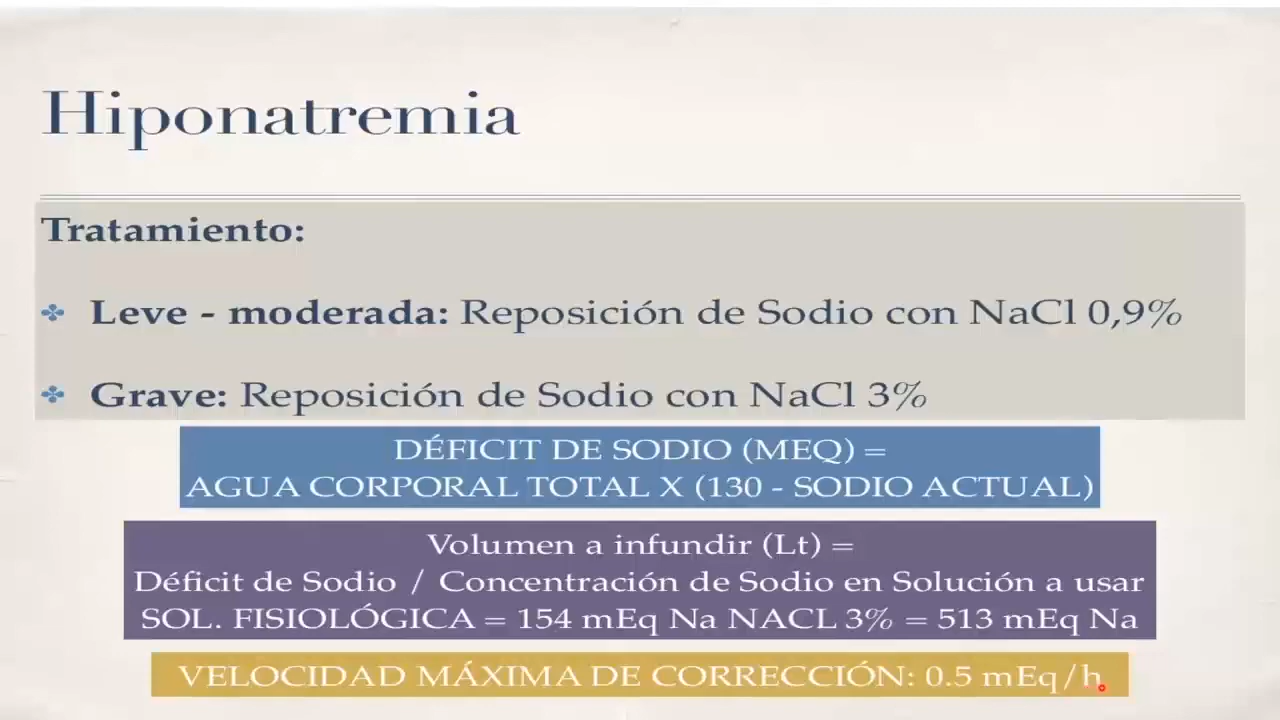 Hiponatremia
Tratamiento:
Leve - moderada: Reposición de Sodio con NaCl 0,9%
Grave: Reposición de Sodio con NaCl 3%
DÉFICIT DE SODIO (MEQ) =
AGUA CORPORAL TOTAL X (130 - SODIO ACTUAL)
Volumen a infundir (Lt) =
Déficit de Sodio / Concentración de Sodio en Solución a usar
SOL. FISIOLÓGICA = 154 mEq Na NACL 3% = 513 mEq Na
VELOCIDAD MÁXIMA DE CORRECCIÓN: 0.5 mEq/h